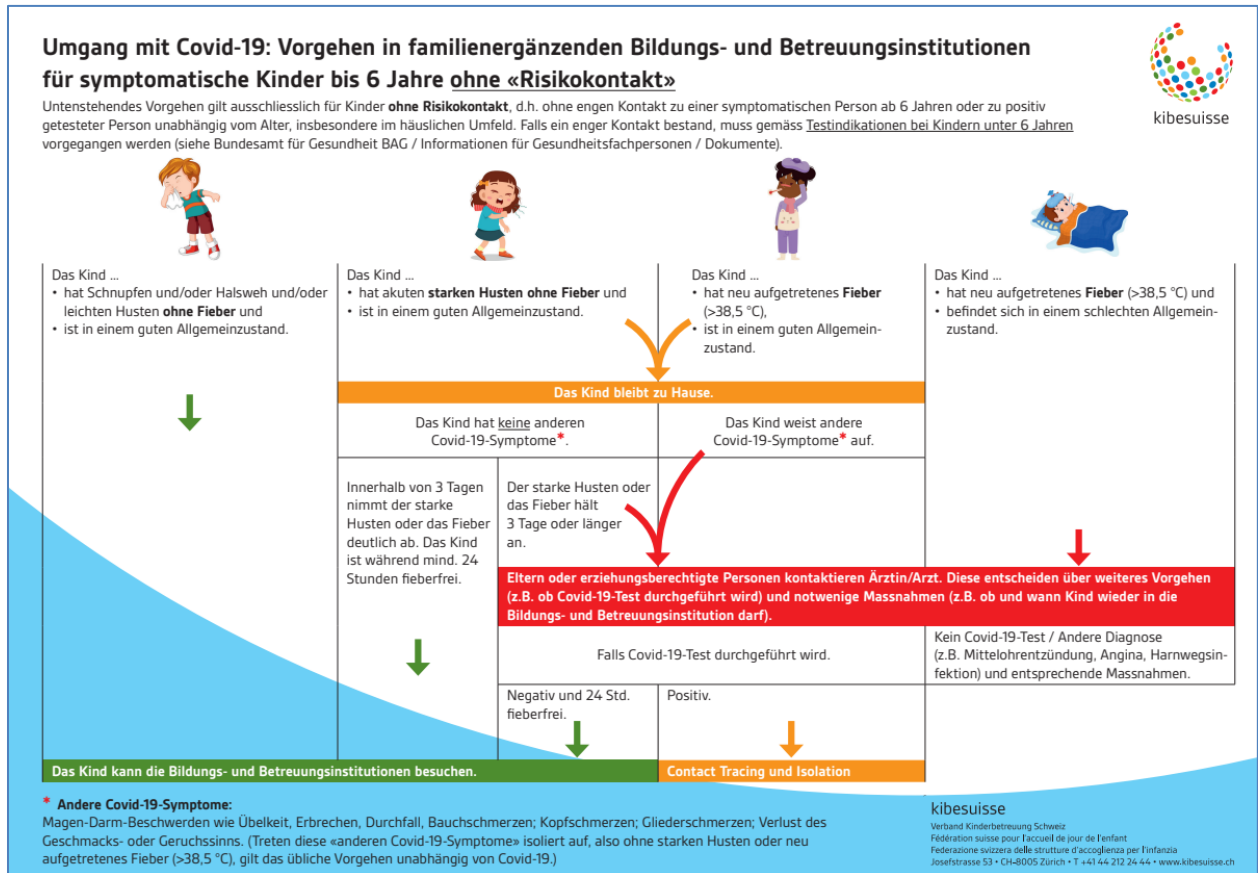 Umgang mit Covid-19: Vorgehen in familienergänzenden Bildungs- und Betreuungsinstitutionen
für symptomatische Kinder bis 6 Jahre ohne «Risikokontakt»
kibesuisse
Untenstehendes Vorgehen gilt ausschliesslich für Kinder ohne Risikokontakt, d.h. ohne engen Kontakt zu einer symptomatischen Person ab 6 Jahren oder zu positiv
getesteter Person unabhängig vom Alter, insbesondere im häuslichen Umfeld. Falls ein enger Kontakt bestand, muss gemäss Testindikationen bei Kindern unter 6 Jahren
vorgegangen werden (siehe Bundesamt für Gesundheit BAG / Informationen für Gesundheitsfachpersonen / Dokumente).
Das Kind ...
• hat Schnupfen und/oder Halsweh und/oder
leichten Husten ohne Fieber und
• ist in einem guten Allgemeinzustand.
Das Kind ...
• hat akuten starken Husten ohne Fieber und
• ist in einem guten Allgemeinzustand.
Das Kind ...
• hat neu aufgetretenes Fieber
(>38,5 °C),
• ist in einem guten Allgemein-
zustand.
Das Kind ...
• hat neu aufgetretenes Fieber (>38,5 °C) und
• befindet sich in einem schlechten Allgemein-
zustand.
Das Kind bleibt zu Hause.
Das Kind hat keine anderen
Covid-19-Symptome*.
Das Kind weist andere
Covid-19-Symptome* auf.
Innerhalb von 3 Tagen
nimmt der starke
Husten oder das Fieber
deutlich ab. Das Kind
ist während mind. 24
Stunden fieberfrei.
Der starke Husten oder
das Fieber hält
3 Tage oder länger
an.
Eltern oder erziehungsberechtigte Personen kontaktieren Ärztin/Arzt. Diese entscheiden über weiteres Vorgehen
(z.B. ob Covid-19-Test durchgeführt wird) und notwenige Massnahmen (z.B. ob und wann Kind wieder in die
Bildungs- und Betreuungsinstitution darf).
Falls Covid-19-Test durchgeführt wird.
Kein Covid-19-Test / Andere Diagnose
(z.B. Mittelohrentzündung, Angina, Harnwegsin-
fektion) und entsprechende Massnahmen.
Negativ und 24 Std.
fieberfrei.
Positiv.
Das Kind kann die Bildungs- und Betreuungsinstitutionen besuchen.
Contact Tracing und Isolation
* Andere Covid-19-Symptome:
Magen-Darm-Beschwerden wie Übelkeit, Erbrechen, Durchfall, Bauchschmerzen; Kopfschmerzen; Gliederschmerzen; Verlust des
Geschmacks- oder Geruchssinns. (Treten diese «anderen Covid-19-Symptome» isoliert auf, also ohne starken Husten oder neu
aufgetretenes Fieber (>38,5 °C), gilt das übliche Vorgehen unabhängig von Covid-19.)
kibesuisse
Verband Kinderbetreuung Schweiz
Fédération suisse pour l'accueil de jour de l'enfant
Federazione svizzera delle strutture d'accoglienza per l'infanzia
Josefstrasse 53 • CH-8005 Zürich • T +41 44 212 24 44 • www.kibesuisse.ch